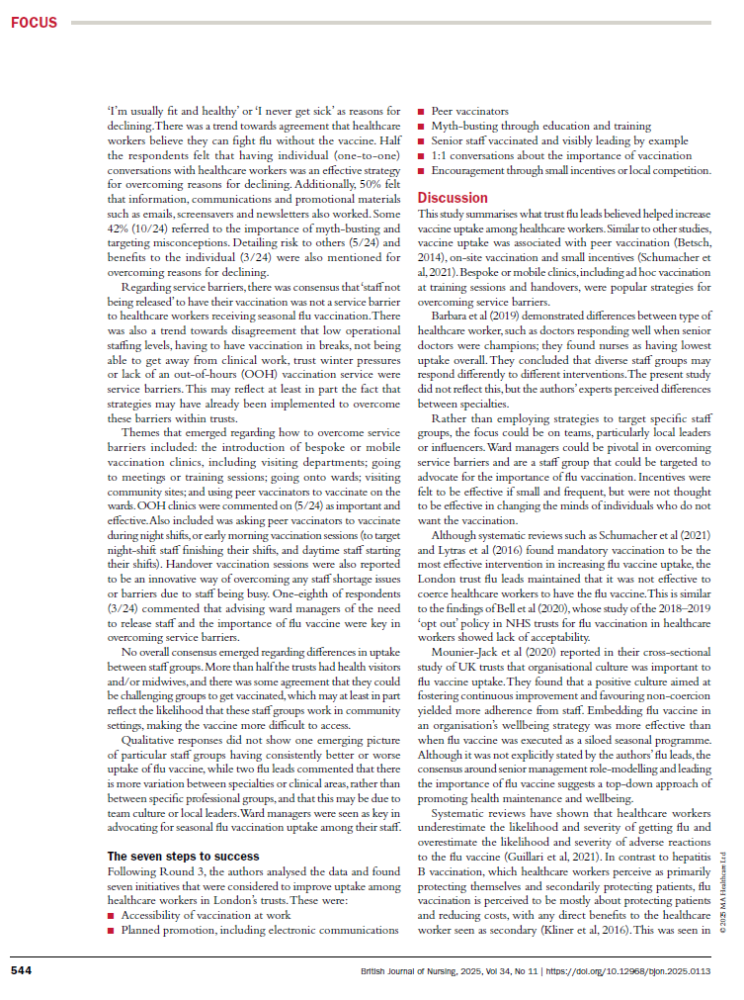 FOCUS
‘I’m usually fit and healthy’ or ‘I never get sick’ as reasons for
declining. There was a trend towards agreement that healthcare
workers believe they can fight flu without the vaccine. Half
the respondents felt that having individual (one-to-one)
conversations with healthcare workers was an effective strategy
for overcoming reasons for declining. Additionally, 50% felt
that information, communications and promotional materials
such as emails, screensavers and newsletters also worked. Some
42% (10/24) referred to the importance of myth-busting and
targeting misconceptions. Detailing risk to others (5/24) and
benefits to the individual (3/24) were also mentioned for
overcoming reasons for declining.
Regarding service barriers, there was consensus that ‘staff not
being released’ to have their vaccination was not a service barrier
to healthcare workers receiving seasonal flu vaccination. There
was also a trend towards disagreement that low operational
staffing levels, having to have vaccination in breaks, not being
able to get away from clinical work, trust winter pressures
or lack of an out-of-hours (OOH) vaccination service were
service barriers. This may reflect at least in part the fact that
strategies may have already been implemented to overcome
these barriers within trusts.
Themes that emerged regarding how to overcome service
barriers included: the introduction of bespoke or mobile
vaccination clinics, including visiting departments; going
to meetings or training sessions; going onto wards; visiting
community sites; and using peer vaccinators to vaccinate on the
wards. OOH clinics were commented on (5/24) as important and
effective. Also included was asking peer vaccinators to vaccinate
during night shifts, or early morning vaccination sessions (to target
night-shift staff finishing their shifts, and daytime staff starting
their shifts). Handover vaccination sessions were also reported
to be an innovative way of overcoming any staff shortage issues
or barriers due to staff being busy. One-eighth of respondents
(3/24) commented that advising ward managers of the need
to release staff and the importance of flu vaccine were key in
overcoming service barriers.
No overall consensus emerged regarding differences in uptake
between staff groups. More than half the trusts had health visitors
and/or midwives, and there was some agreement that they could
be challenging groups to get vaccinated, which may at least in part
reflect the likelihood that these staff groups work in community
settings, making the vaccine more difficult to access.
Qualitative responses did not show one emerging picture
of particular staff groups having consistently better or worse
uptake of flu vaccine, while two flu leads commented that there
is more variation between specialties or clinical areas, rather than
between specific professional groups, and that this may be due to
team culture or local leaders. Ward managers were seen as key in
advocating for seasonal flu vaccination uptake among their staff.
The seven steps to success
Following Round 3, the authors analysed the data and found
seven initiatives that were considered to improve uptake among
healthcare workers in London’s trusts. These were:
■ Accessibility of vaccination at work
■ Planned promotion, including electronic communications
■ Peer vaccinators
■ Myth-busting through education and training
■ Senior staff vaccinated and visibly leading by example
■ 1:1 conversations about the importance of vaccination
■ Encouragement through small incentives or local competition.
Discussion
This study summarises what trust flu leads believed helped increase
vaccine uptake among healthcare workers. Similar to other studies,
vaccine uptake was associated with peer vaccination (Betsch,
2014), on-site vaccination and small incentives (Schumacher et
al, 2021). Bespoke or mobile clinics, including ad hoc vaccination
at training sessions and handovers, were popular strategies for
overcoming service barriers.
Barbara et al (2019) demonstrated differences between type of
healthcare worker, such as doctors responding well when senior
doctors were champions; they found nurses as having lowest
uptake overall. They concluded that diverse staff groups may
respond differently to different interventions. The present study
did not reflect this, but the authors’ experts perceived differences
between specialties.
Rather than employing strategies to target specific staff
groups, the focus could be on teams, particularly local leaders
or influencers. Ward managers could be pivotal in overcoming
service barriers and are a staff group that could be targeted to
advocate for the importance of flu vaccination. Incentives were
felt to be effective if small and frequent, but were not thought
to be effective in changing the minds of individuals who do not
want the vaccination.
Although systematic reviews such as Schumacher et al (2021)
and Lytras et al (2016) found mandatory vaccination to be the
most effective intervention in increasing flu vaccine uptake, the
London trust flu leads maintained that it was not effective to
coerce healthcare workers to have the flu vaccine. This is similar
to the findings of Bell et al (2020), whose study of the 2018–2019
‘opt out’ policy in NHS trusts for flu vaccination in healthcare
workers showed lack of acceptability.
Mounier-Jack et al (2020) reported in their cross-sectional
study of UK trusts that organisational culture was important to
flu vaccine uptake. They found that a positive culture aimed at
fostering continuous improvement and favouring non-coercion
yielded more adherence from staff. Embedding flu vaccine in
an organisation’s wellbeing strategy was more effective than
when flu vaccine was executed as a siloed seasonal programme.
Although it was not explicitly stated by the authors’ flu leads, the
consensus around senior management role-modelling and leading
the importance of flu vaccine suggests a top-down approach of
promoting health maintenance and wellbeing.
Systematic reviews have shown that healthcare workers
underestimate the likelihood and severity of getting flu and
overestimate the likelihood and severity of adverse reactions
to the flu vaccine (Guillari et al, 2021). In contrast to hepatitis
B vaccination, which healthcare workers perceive as primarily
protecting themselves and secondarily protecting patients, flu
vaccination is perceived to be mostly about protecting patients
and reducing costs, with any direct benefits to the healthcare
worker seen as secondary (Kliner et al, 2016). This was seen in
© 2025 MA Healthcare Ltd
544
British Journal of Nursing, 2025, Vol 34, No 11 | https://doi.org/10.12968/bjon.2025.0113